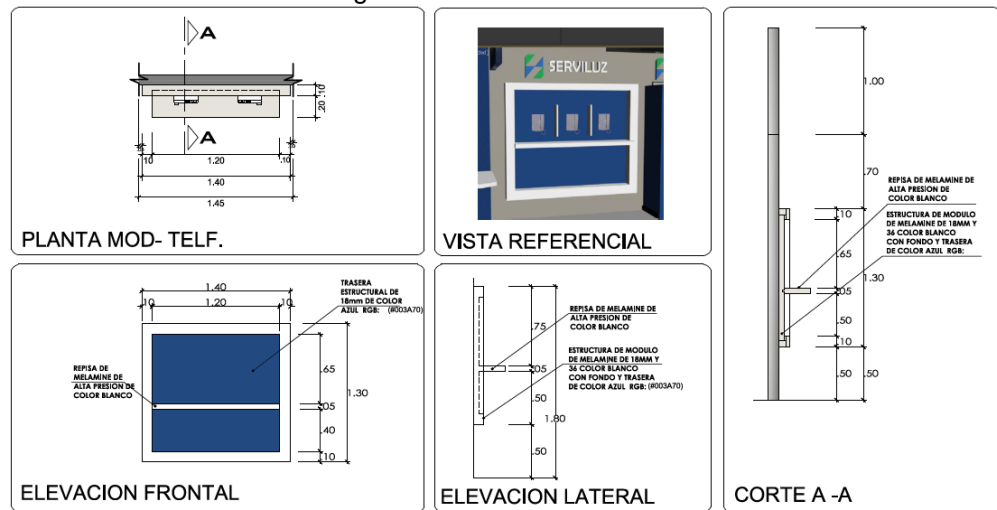 A
A
.10
.20
.10
1.20
.10
1.40
1.45
PLANTA MOD- TELF.
SERVILUZ
VISTA REFERENCIAL
1.00
.70
.10
.65
.05
1.30
.50
.10
.50
.50
REPISA DE MELAMINE DE
ALTA PRESION DE
COLOR BLANCO
ESTRUCTURA DE MODULO
DE MELAMINE DE 18MM Y
36 COLOR BLANCO
CON FONDO Y TRASERA
DE COLOR AZUL RGB:
CORTE A -A
1.40
.10
1.20
.10
TRASERA
ESTRUCTURAL DE
18mm DE COLOR
AZUL RGB: (#003A70)
REPISA DE
MELAMINE DE
ALTA PRESION DE
COLOR BLANCO
.65
.05
1.30
.40
.10
ELEVACION FRONTAL
.75
.05
.50
1.80
.50
REPISA DE MELAMINE DE
ALTA PRESION DE
COLOR BLANCO
ESTRUCTURA DE MODULO
DE MELAMINE DE 18MM Y
36 COLOR BLANCO
CON FONDO Y TRASERA
DE COLOR AZUL RGB: (#003A70)
ELEVACION LATERAL